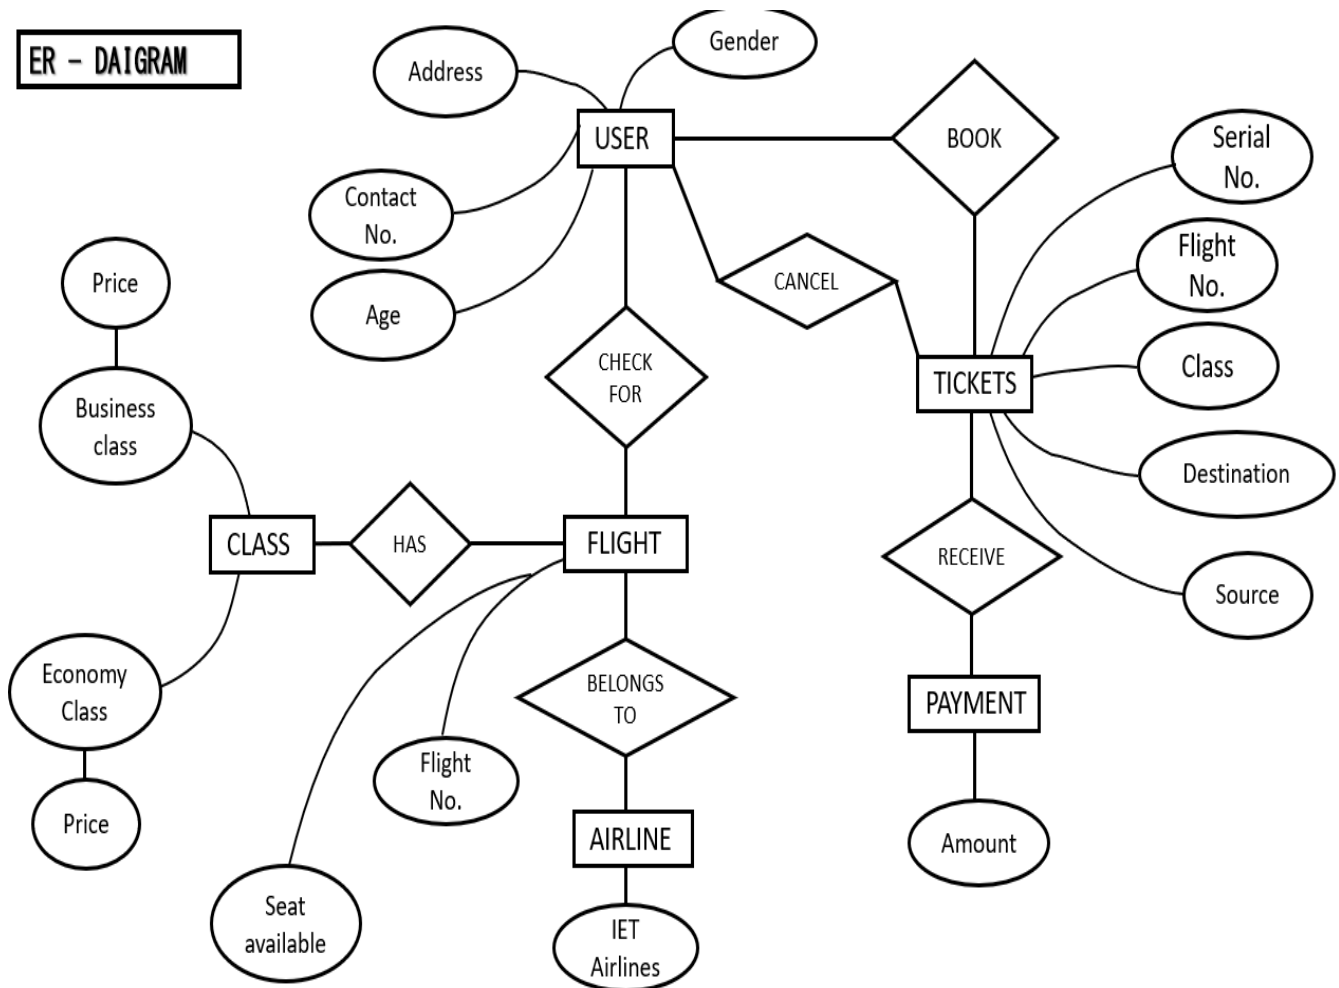 ER - DAIGRAM
Address
Gender
USER
BOOK
Serial
No.
Contact
No.
Flight
No.
Price
Age
CANCEL
CHECK
FOR
TICKETS
Class
Business
class
Destination
CLASS
HAS
FLIGHT
RECEIVE
Source
Economy
Class
BELONGS
TO
PAYMENT
Flight
No.
Price
AIRLINE
Amount
Seat
available
IET
Airlines